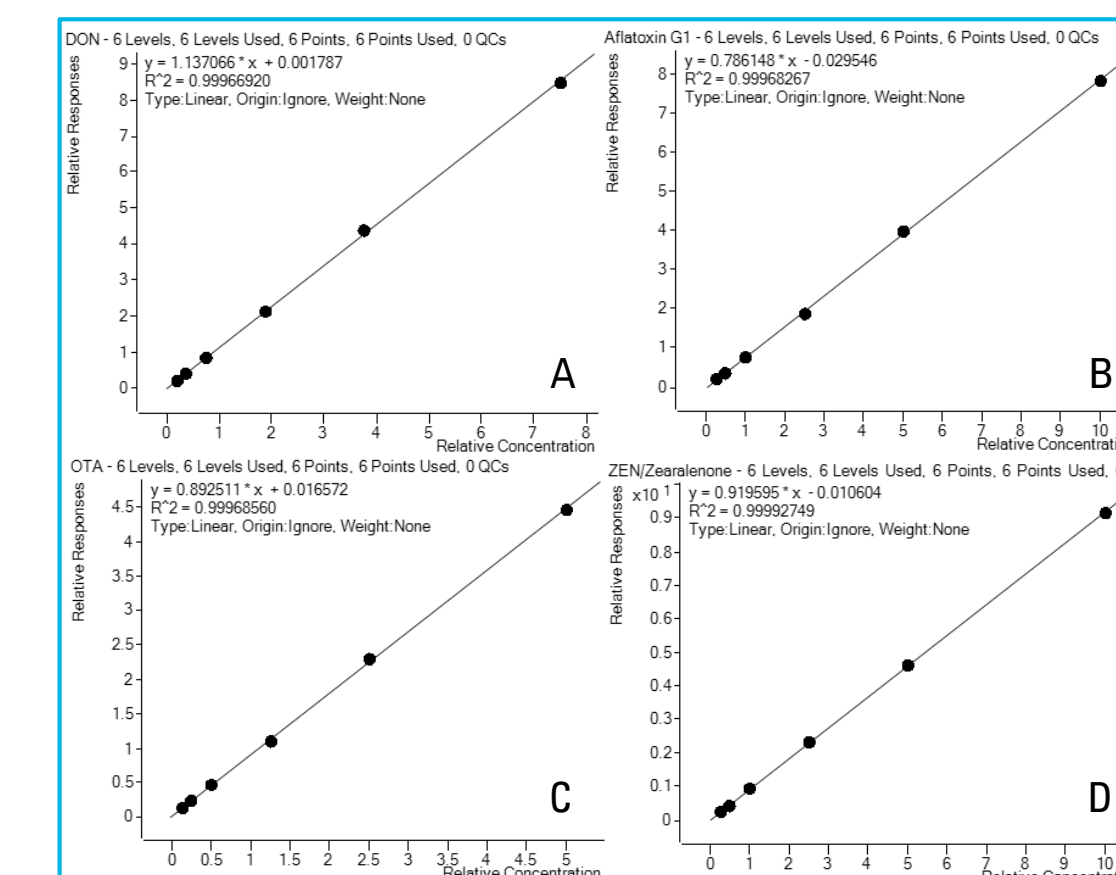 DON - 6 Levels, 6 Levels Used, 6 Points, 6 Points Used, 0 QCs
y = 1.137066 * x + 0.001787
R^2 = 0.99966920
Type:Linear, Origin:Ignore, Weight:None
Relative Responses
9
8
7
6
5
4
3
2
1
0
A
0 1 2 3 4 5 6 7 8
Relative Concentration
Aflatoxin G1 - 6 Levels, 6 Levels Used, 6 Points, 6 Points Used, 0 QCs
y = 0.786148 * x - 0.029546
R^2 = 0.99968267
Type:Linear, Origin:Ignore, Weight:None
Relative Responses
8
7
6
5
4
3
2
1
0
B
0 1 2 3 4 5 6 7 8 9 10
Relative Concentrati
OTA - 6 Levels, 6 Levels Used, 6 Points, 6 Points Used, 0 QCs
y = 0.892511 * x + 0.016572
R^2 = 0.99968560
Type:Linear, Origin:Ignore, Weight:None
Relative Responses
4.5
4
3.5
3
2.5
2
1.5
1
0.5
0
C
0 0.5 1 1.5 2 2.5 3 3.5 4 4.5 5
Relative Concentration
ZEN/Zearalenone - 6 Levels, 6 Levels Used, 6 Points, 6 Points Used,
x10 1
y = 0.919595 * x - 0.010604
R^2 = 0.99992749
Type:Linear, Origin:Ignore, Weight:None
Relative Responses
0.9
0.8
0.7
0.6
0.5
0.4
0.3
0.2
0.1
0
D
0 1 2 3 4 5 6 7 8 9 10
Relative Concentrati